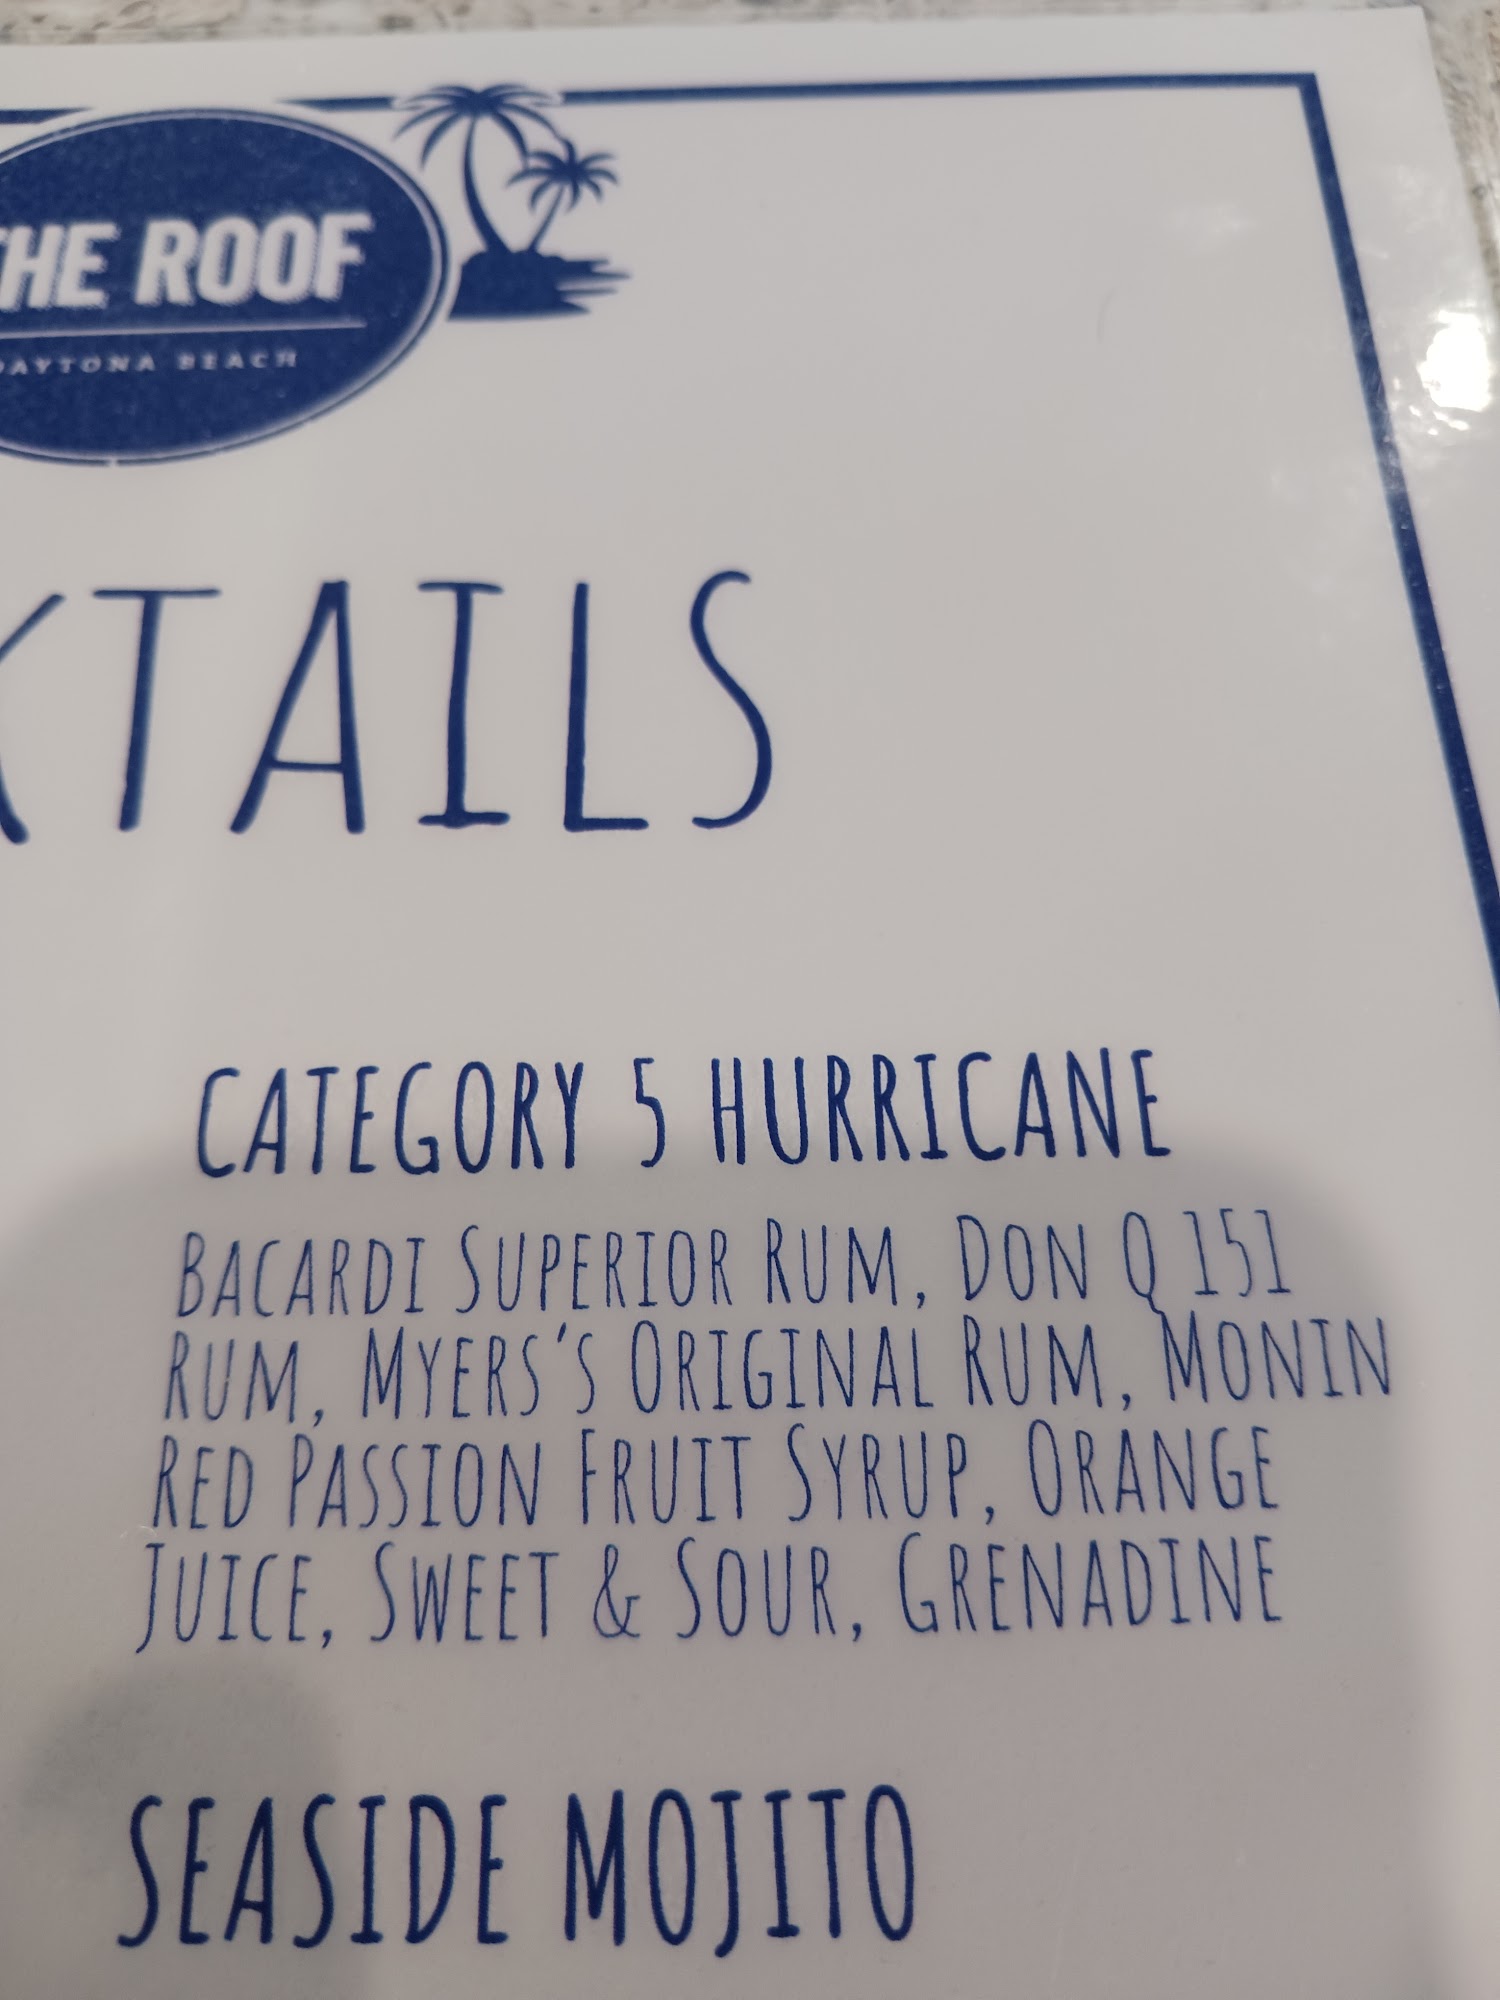 THE ROOF
DAYTONA BEACH
KTAILS
CATEGORY 5 HURRICANE
BACARDI SUPERIOR RUM, DON Q 151
RUM, MYERS'S ORIGINAL RUM, MONIN
RED PASSION FRUIT SYRUP, ORANGE
JUICE, SWEET & SOUR, GRENADINE
SEASIDE MOJITO